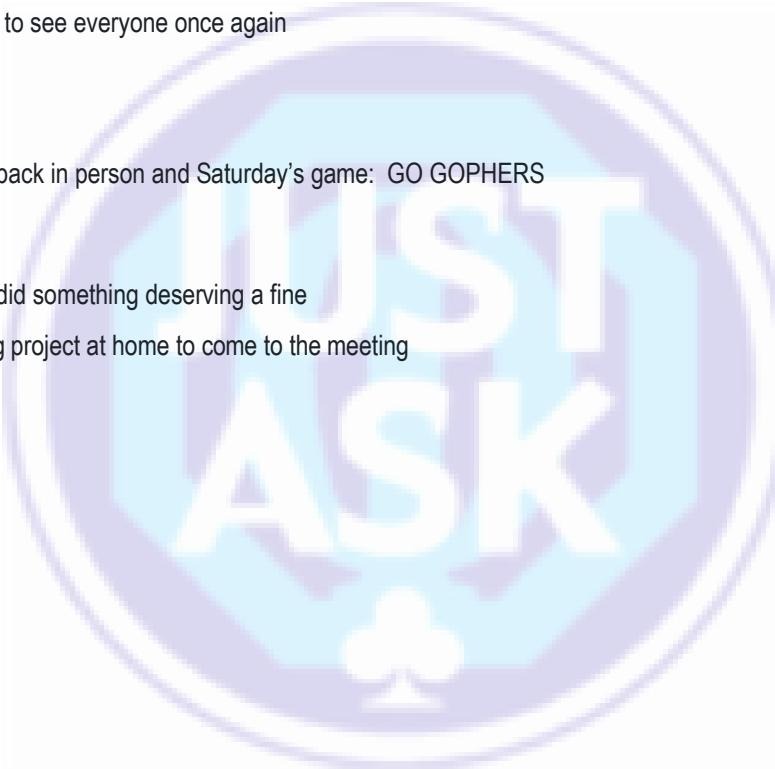 to see everyone once again
back in person and Saturday’s game:  GO GOPHERS
did something deserving a fine
g project at home to come to the meeting
JUST
ASK